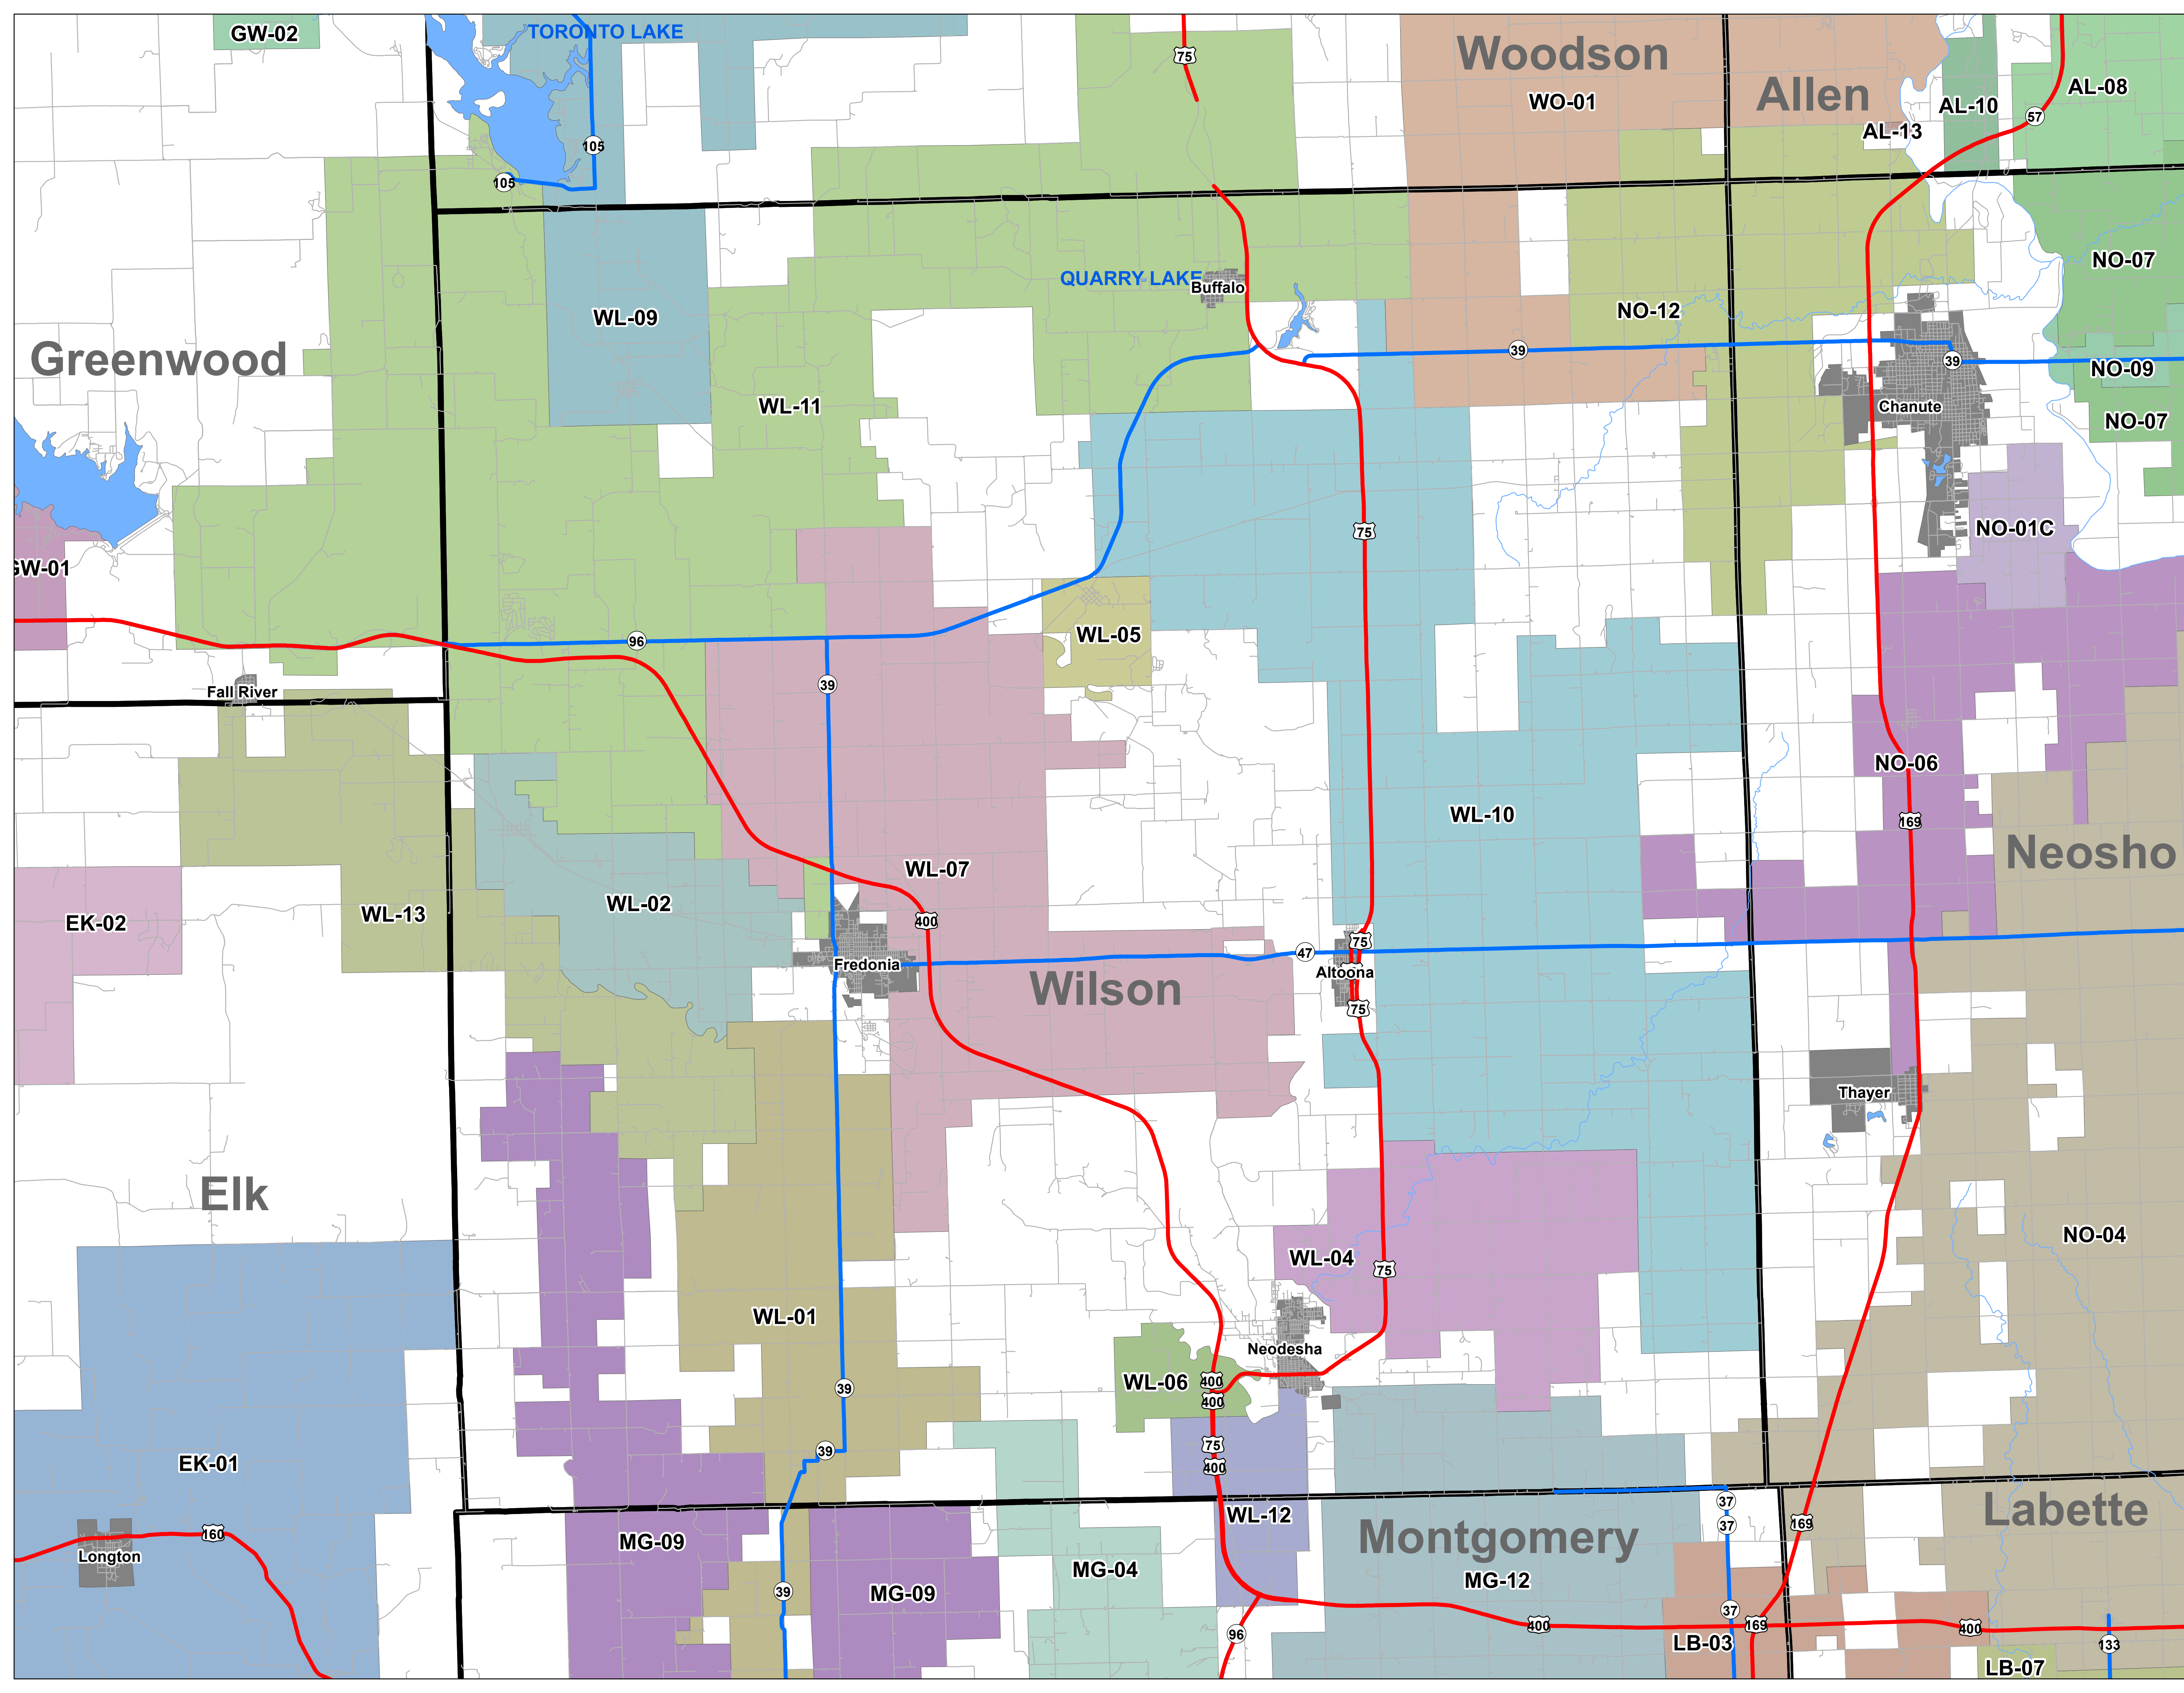 GW-02
TORONTO LAKE
75
Woodson
WO-01
Allen
AL-10
AL-08
57
AL-13
105
105
NO-07
WL-09
QUARRY LAKE
Buffalo
NO-12
Greenwood
39
39
NO-09
WL-11
Chanute
NO-07
75
NO-01C
GW-01
96
WL-05
39
Fall River
NO-06
WL-10
169
Neosho
WL-07
WL-02
EK-02
WL-13
400
75
47
Fredonia
Altoona
Wilson
75
Thayer
Elk
NO-04
WL-04
75
WL-01
Neodesha
WL-06
400
39
400
39
75
EK-01
400
37
Labette
WL-12
169
37
160
Montgomery
MG-09
Longton
MG-04
MG-12
39
MG-09
37
400
169
400
96
LB-03
133
LB-07